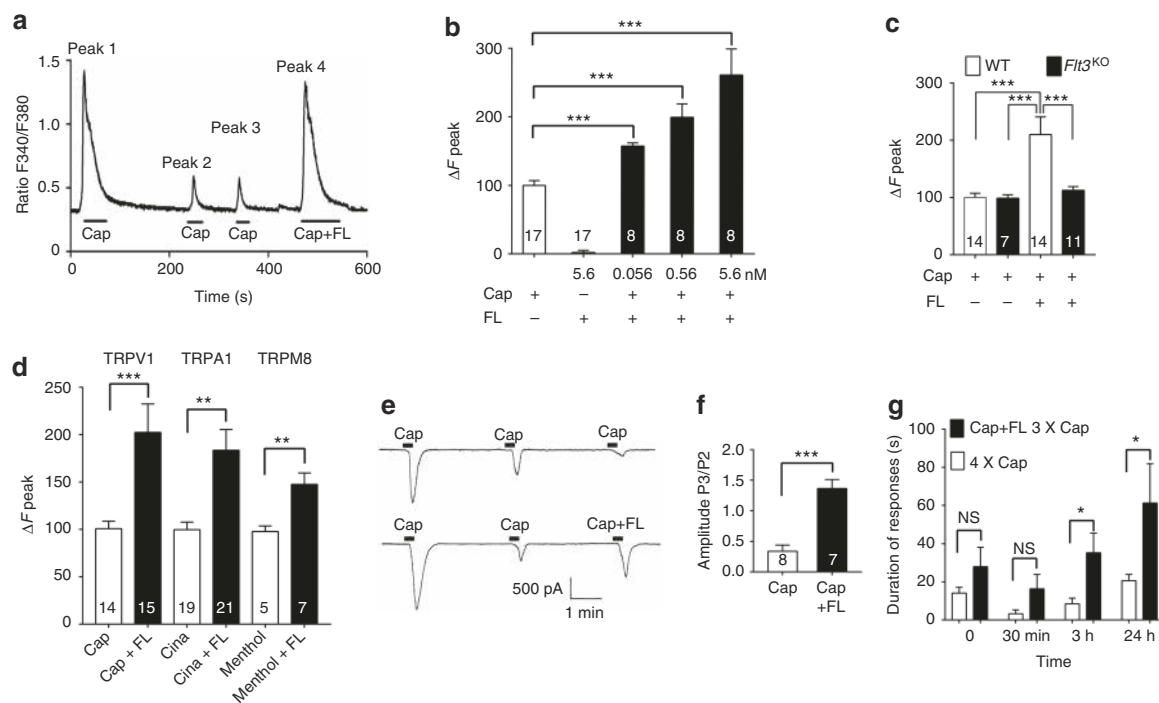 a
Peak 1
Peak 4
Peak 3
Peak 2
1.5
1.0
0.5
0.0
Ratio F340/F380
Cap
Cap
Cap
Cap+FL
0
200
400
600
Time (s)
b
***
***
***
300
200
100
0
ΔF peak
17
17
8
8
8
5.6
0.056
0.56
5.6 nM
Cap + – + + +
FL – + + + +
c
WT
Flt3KO
***
***
***
300
200
100
0
ΔF peak
14
7
14
11
Cap + + + +
FL – – + +
d
TRPV1
TRPA1
TRPM8
***
**
**
250
200
150
100
50
0
ΔF peak
14
15
19
21
5
7
Cap
Cap + FL
Cina
Cina + FL
Menthol
Menthol + FL
e
Cap
Cap
Cap
Cap
Cap
Cap+FL
500 pA
1 min
f
***
2.0
1.5
1.0
0.5
0.0
Amplitude P3/P2
8
7
Cap
Cap
+FL
g
Cap+FL 3 X Cap
4 X Cap
100
80
60
40
20
0
Duration of responses (s)
NS
NS
*
*
0
30 min
3 h
24 h
Time